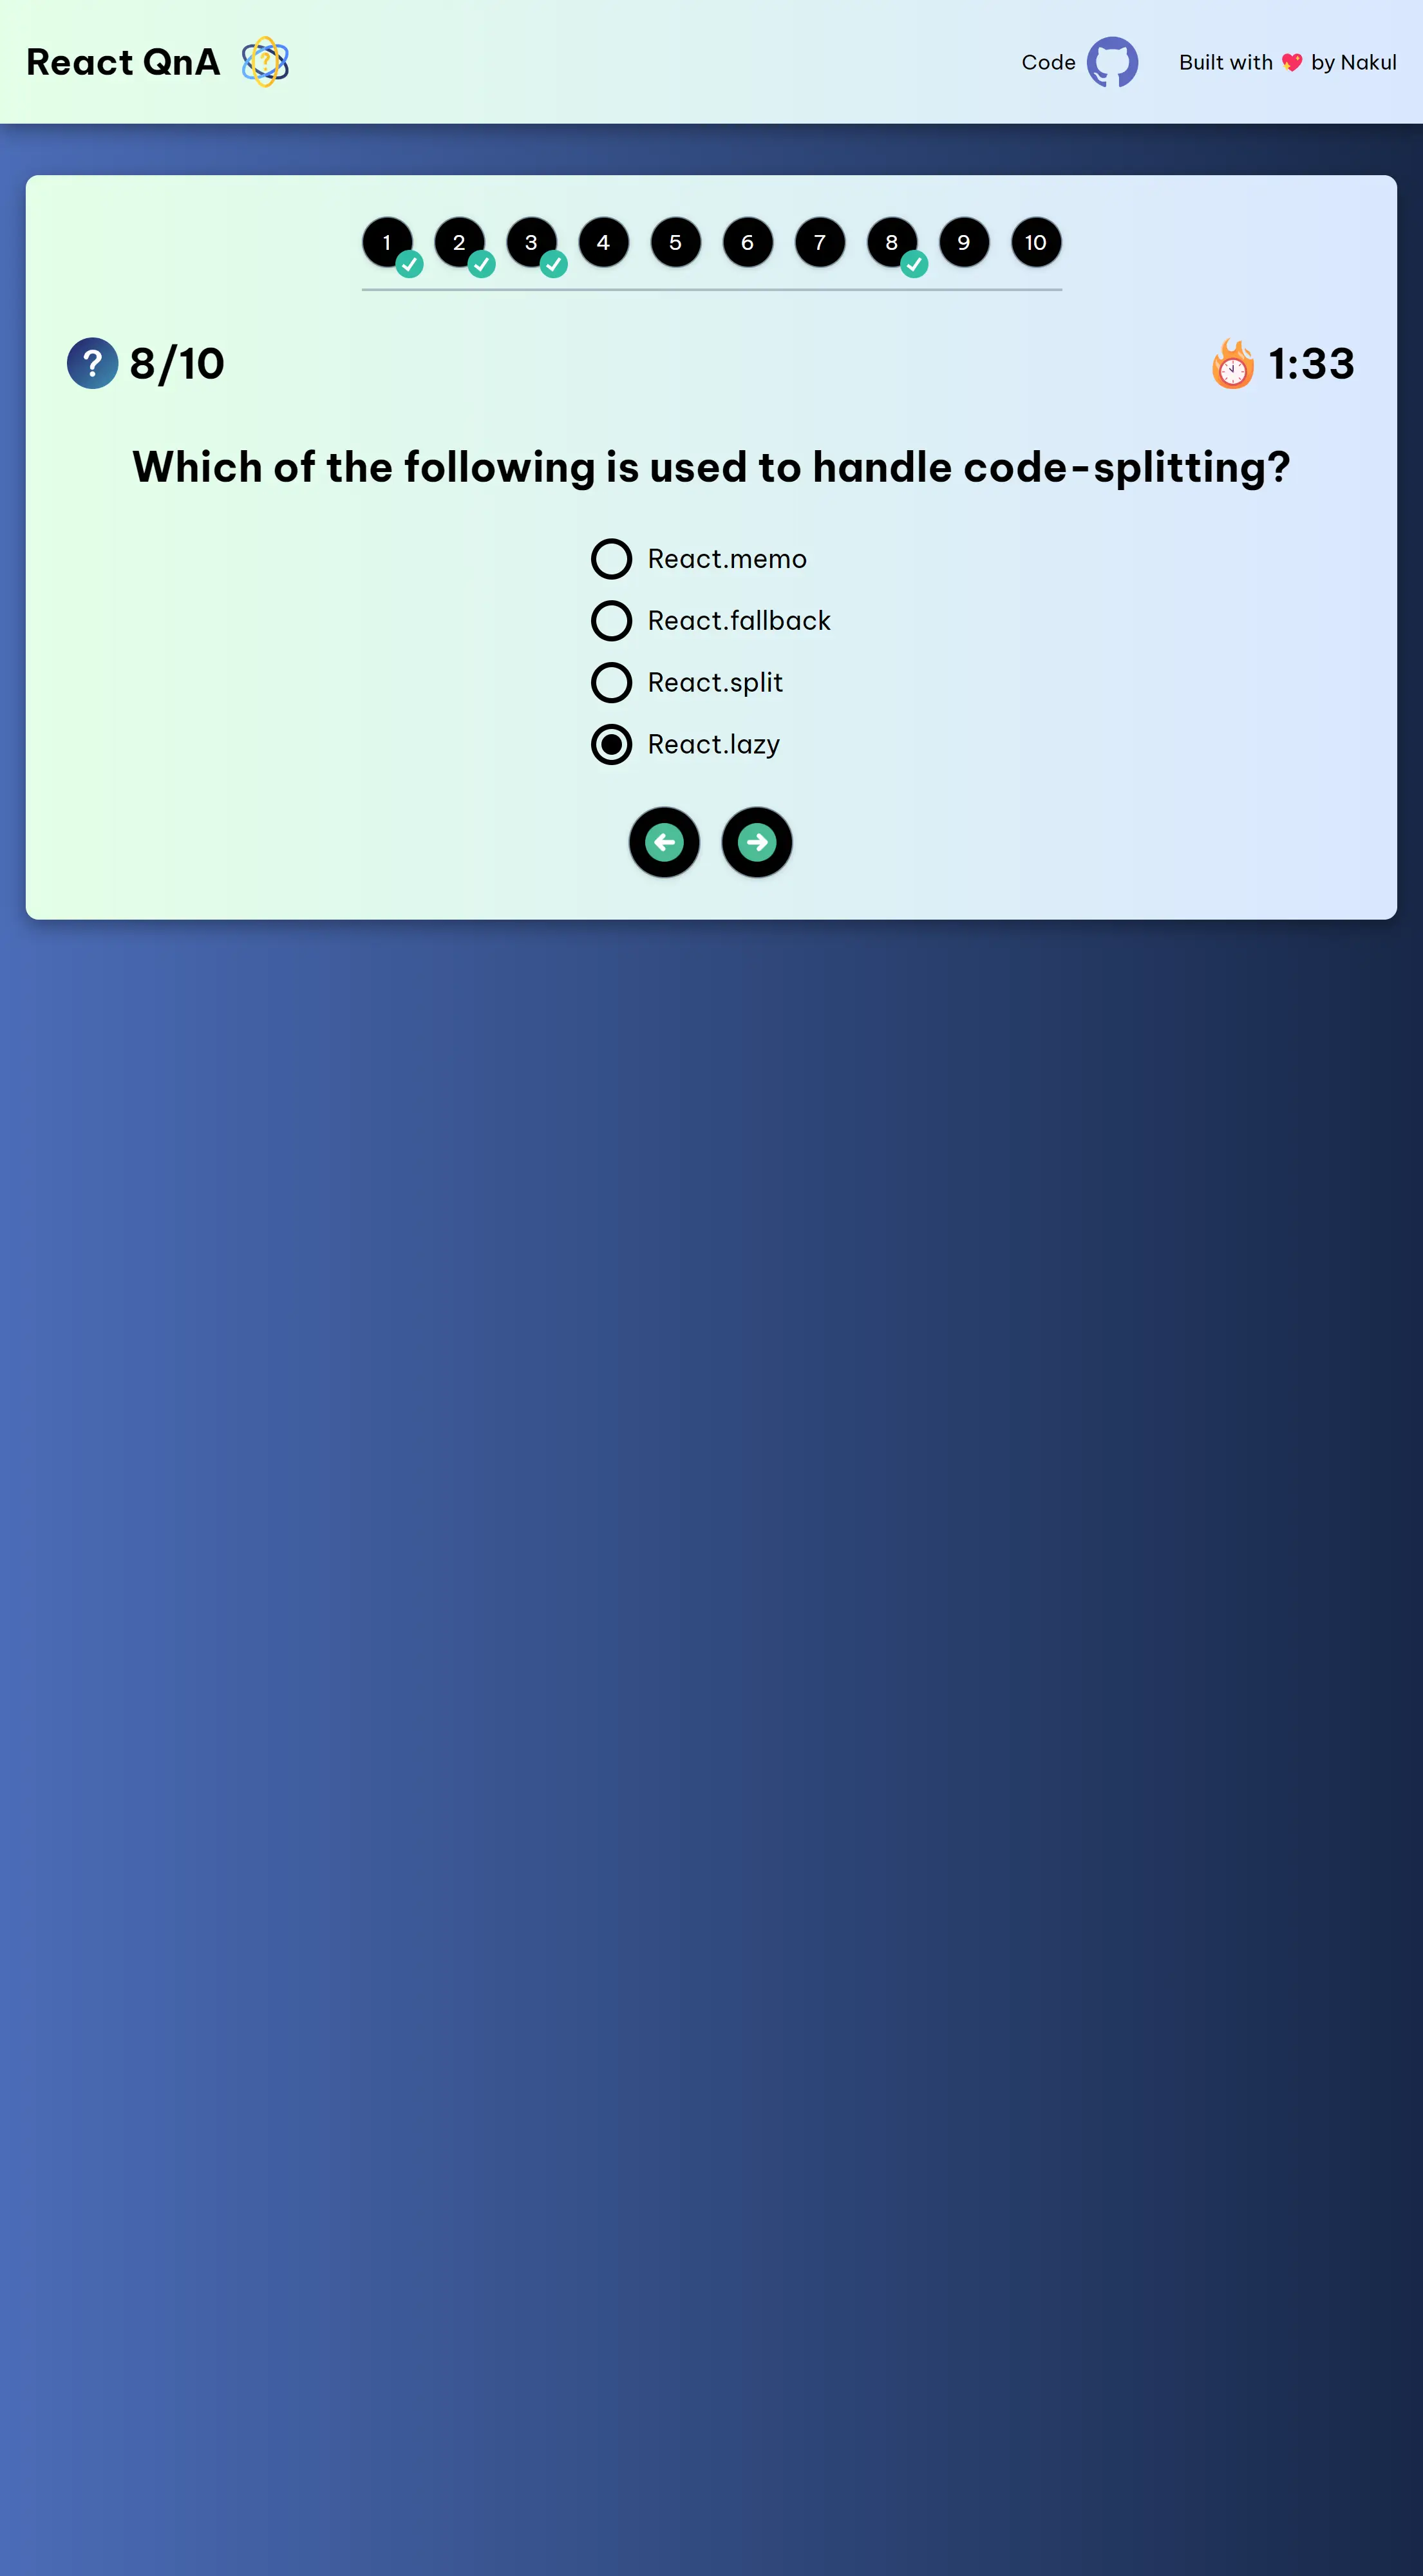 React QnA
Code Built with 💖 by Nakul
1 2 3 4 5 6 7 8 9 10
? 8/10
1:33
Which of the following is used to handle code-splitting?
React.memo
React.fallback
React.split
React.lazy